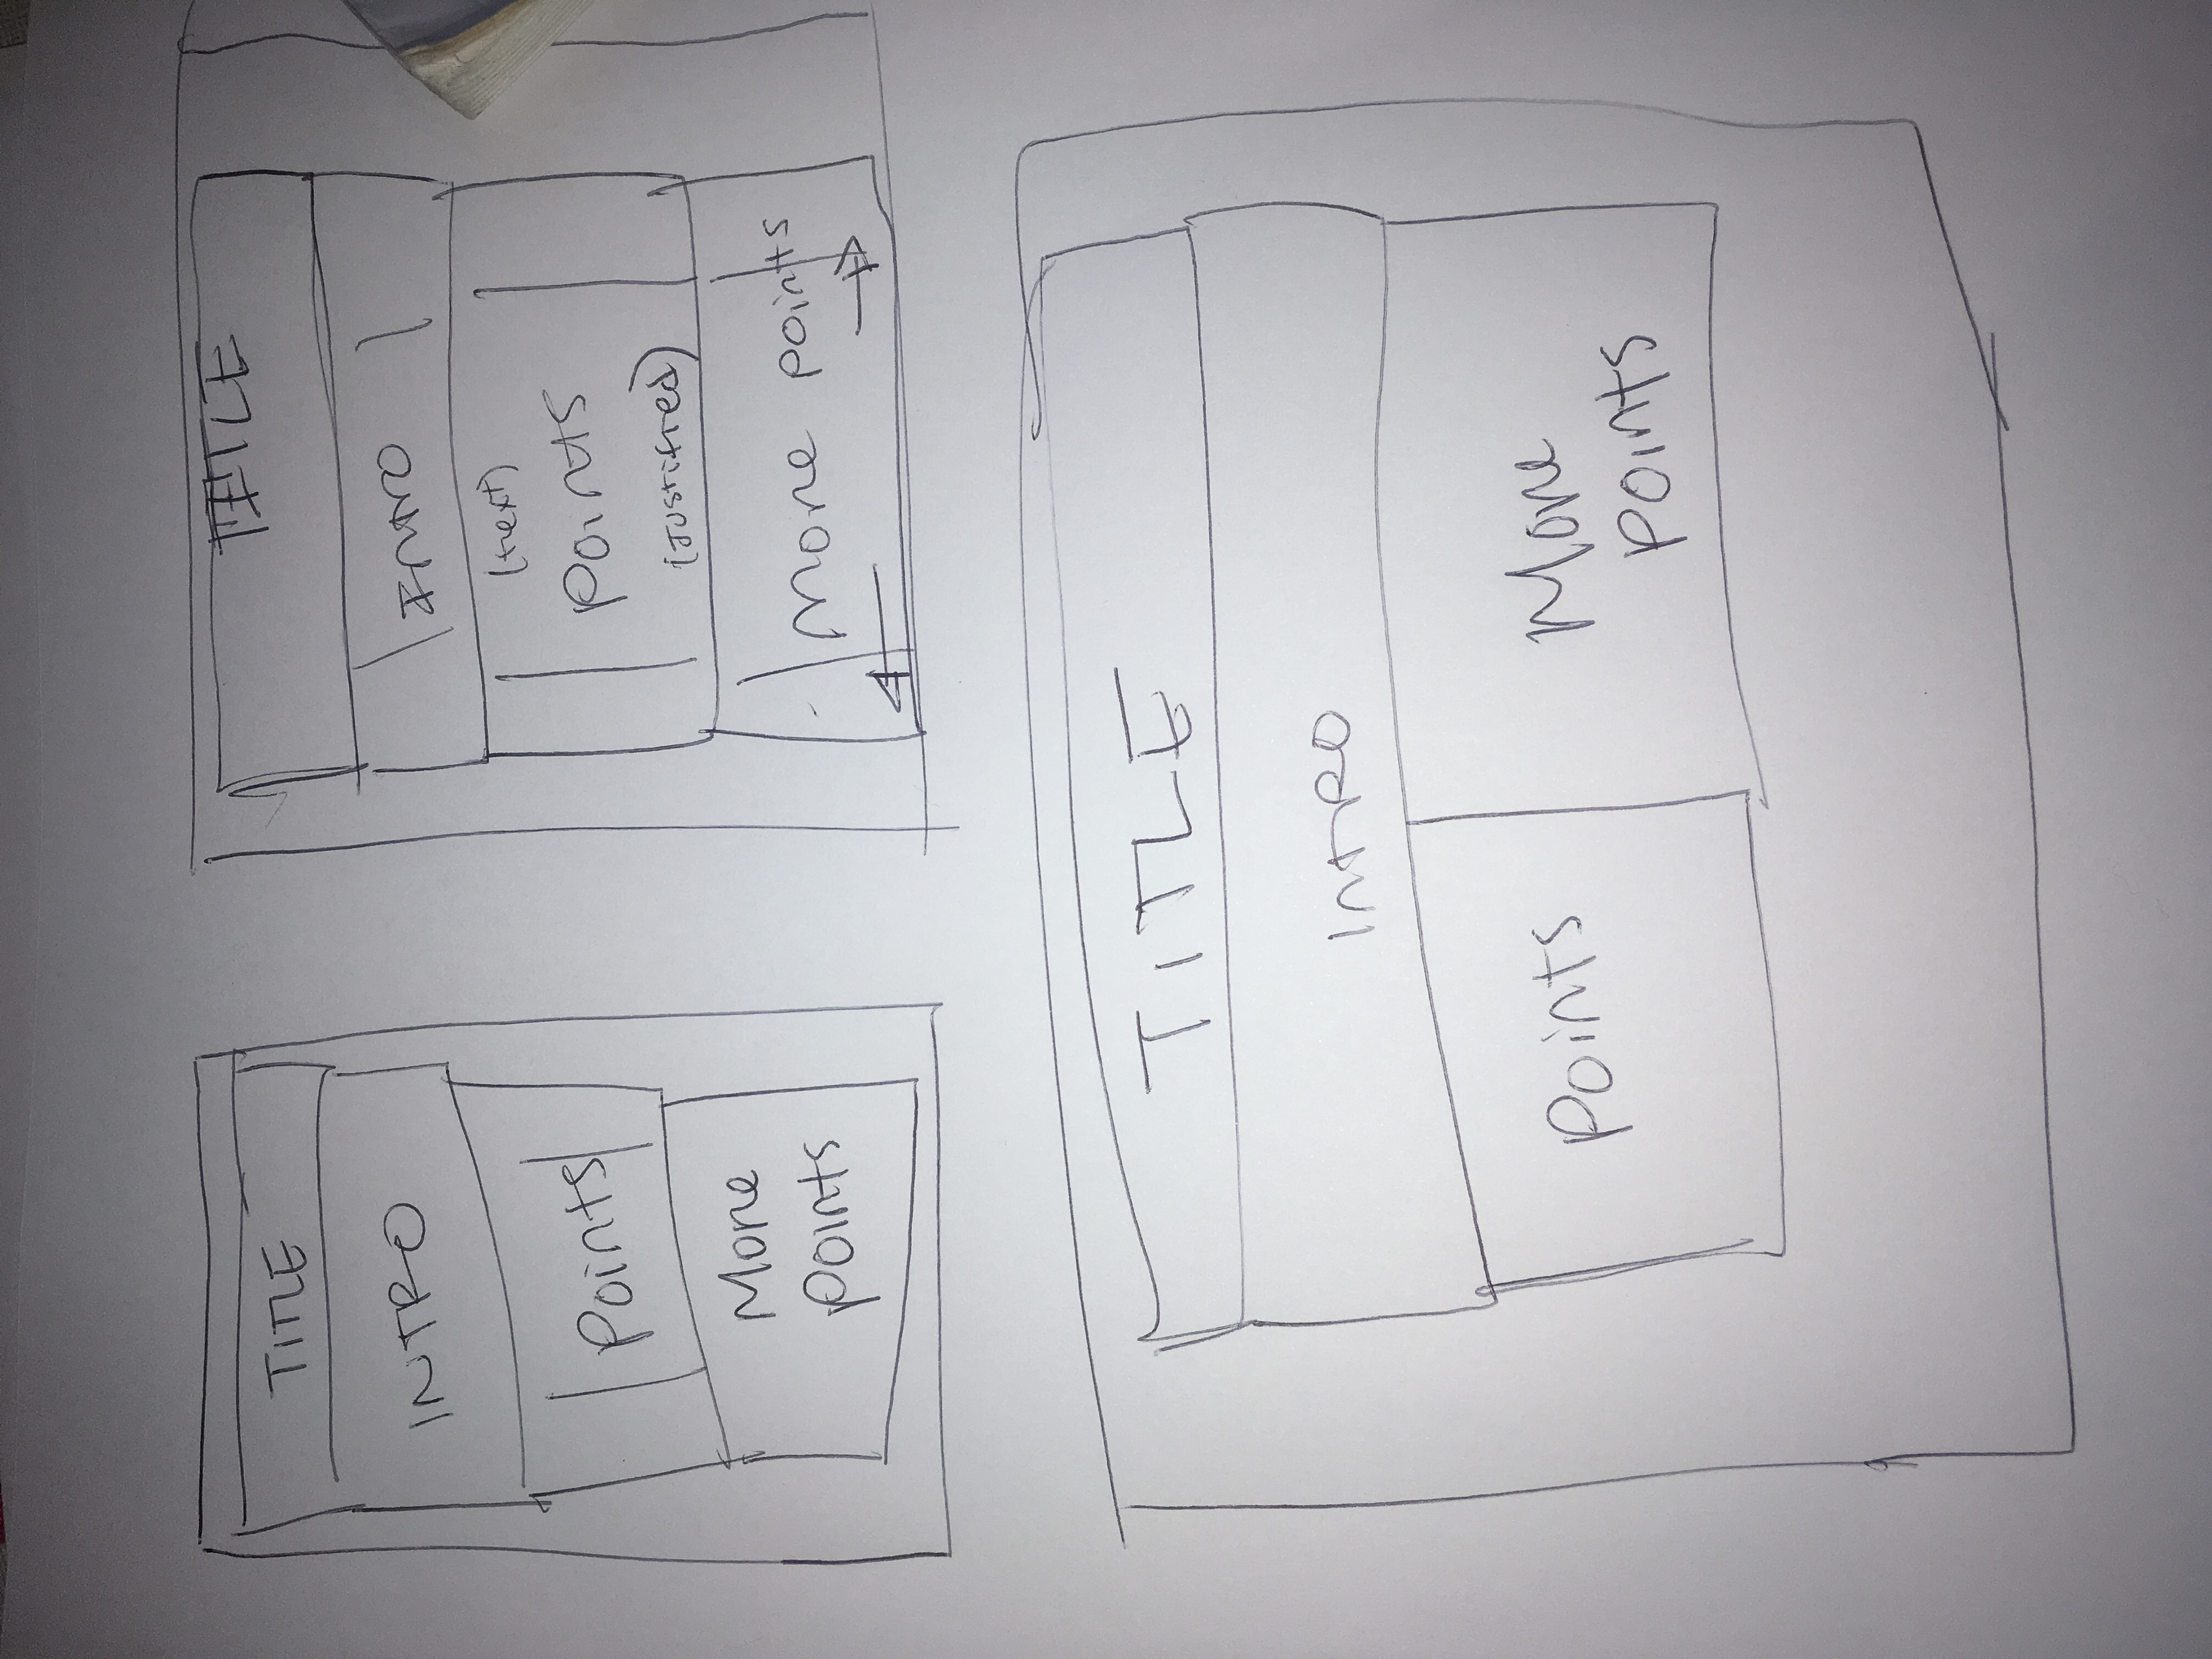 TITLE
INTRO
Points
More
points
TITLE
Intro
(text)
Points
(Justified)
More points
TITLE
INTRO
Points
More
points